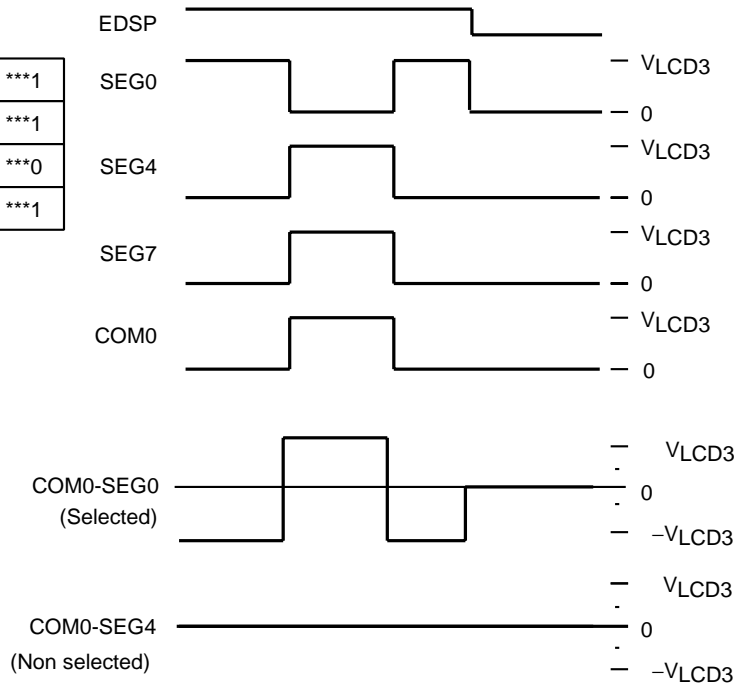 EDSP
VLCD3
***1
SEG0
0
***1
VLCD3
***0
SEG4
0
***1
VLCD3
SEG7
0
VLCD3
COM0
0
VLCD3
COM0-SEG0
0
(Selected)
−VLCD3
VLCD3
COM0-SEG4
0
(Non selected)
−VLCD3